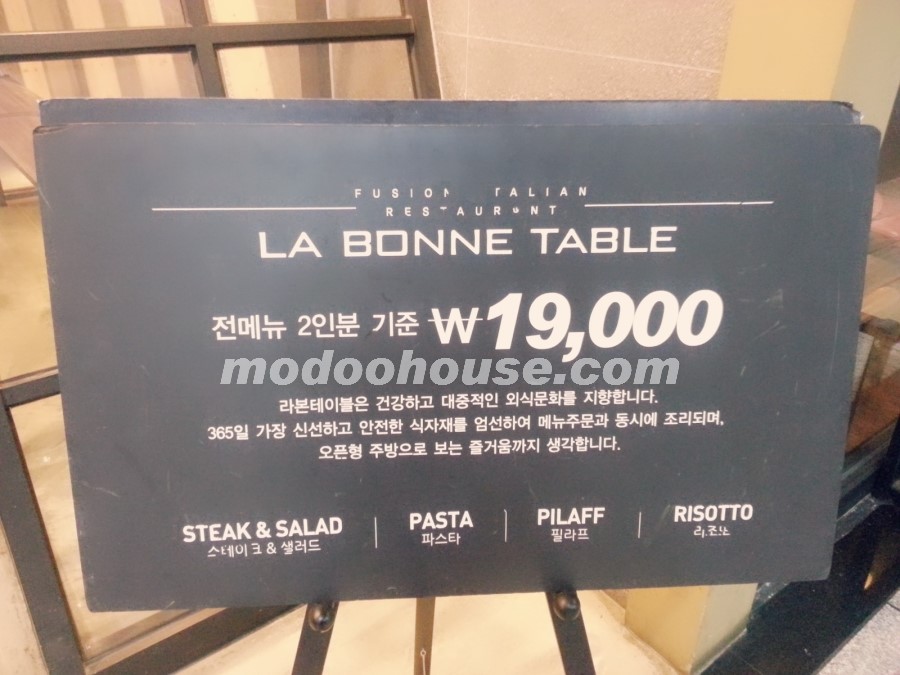 FUSION ITALIAN
RESTAURANT
LA BONNE TABLE
전메뉴 2인분 기준 ₩19,000
modoohouse.com
라본테이블은 건강하고 대중적인 외식문화를 지향합니다.
365일 가장 신선하고 안전한 식자재를 엄선하여 메뉴주문과 동시에 조리되며,
오픈형 주방으로 보는 즐거움까지 생각합니다.
STEAK & SALAD | PASTA | PILAFF | RISOTTO
스테이크 & 샐러드 파스타 필라프 리조또